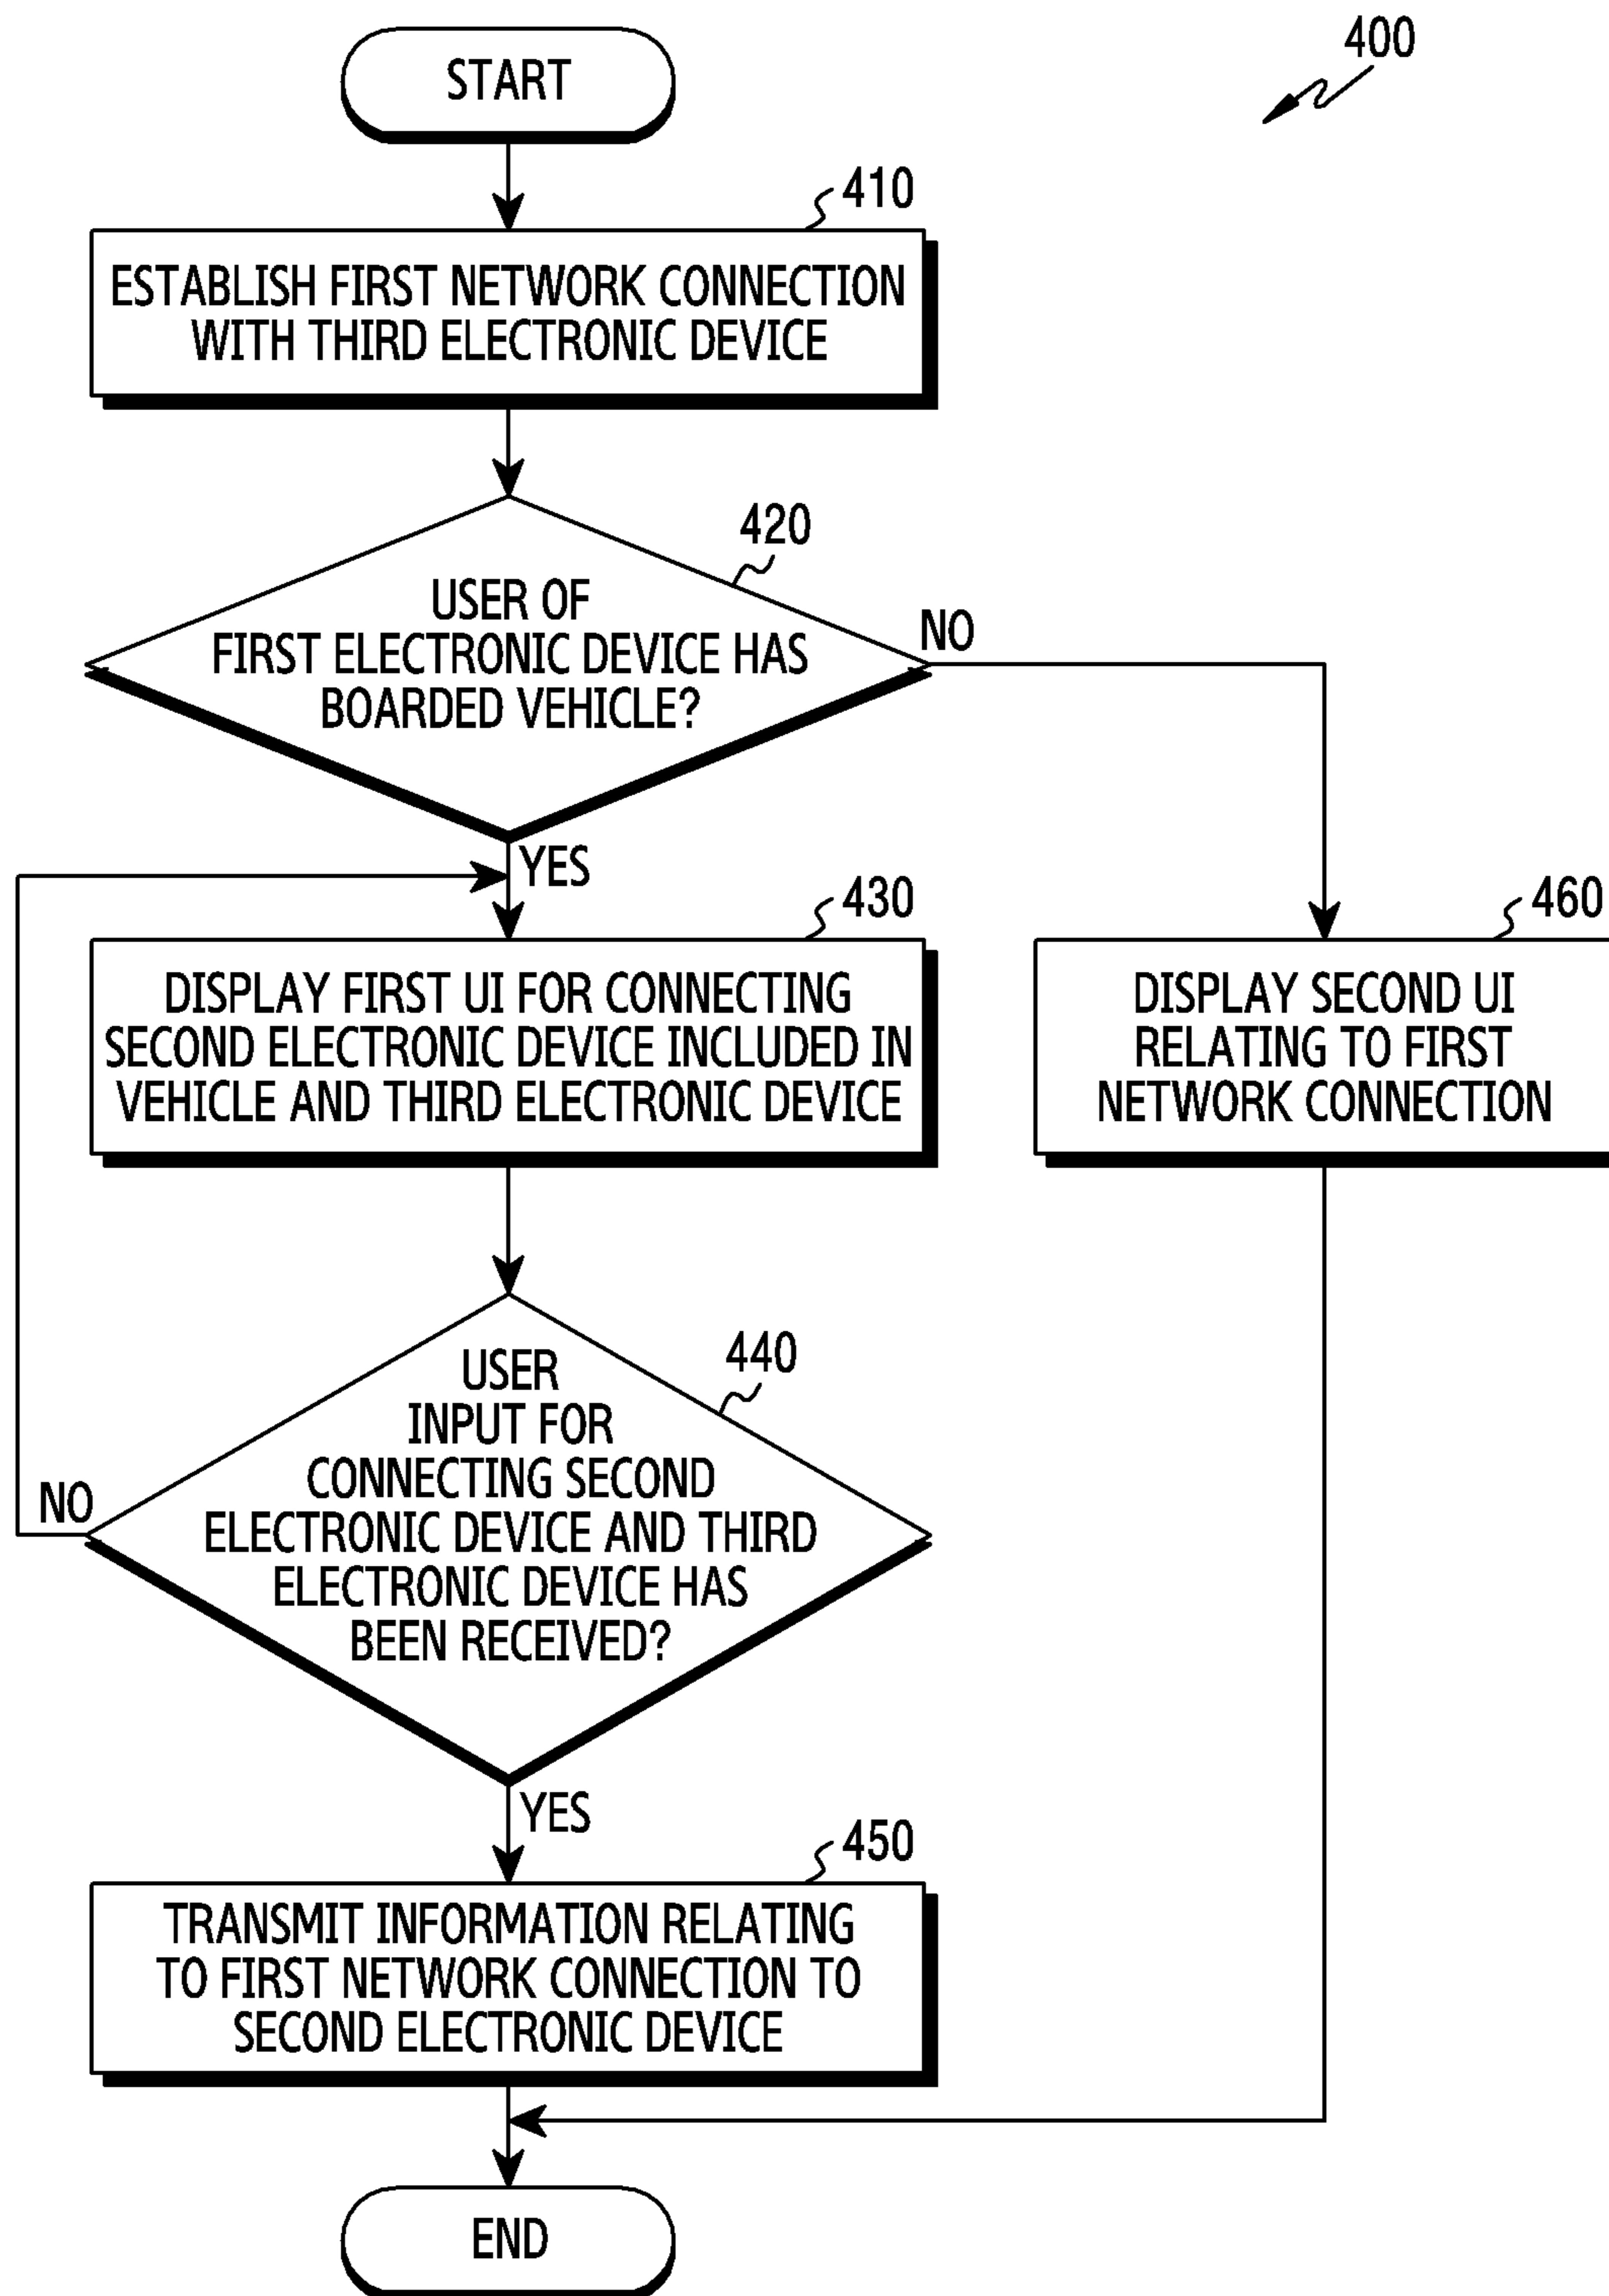 400
START
410
ESTABLISH FIRST NETWORK CONNECTION
WITH THIRD ELECTRONIC DEVICE
420
USER OF
FIRST ELECTRONIC DEVICE HAS
BOARDED VEHICLE?
NO
YES
430
DISPLAY FIRST UI FOR CONNECTING
SECOND ELECTRONIC DEVICE INCLUDED IN
VEHICLE AND THIRD ELECTRONIC DEVICE
460
DISPLAY SECOND UI
RELATING TO FIRST
NETWORK CONNECTION
440
USER
INPUT FOR
CONNECTING SECOND
ELECTRONIC DEVICE AND THIRD
ELECTRONIC DEVICE HAS
BEEN RECEIVED?
NO
YES
450
TRANSMIT INFORMATION RELATING
TO FIRST NETWORK CONNECTION TO
SECOND ELECTRONIC DEVICE
END